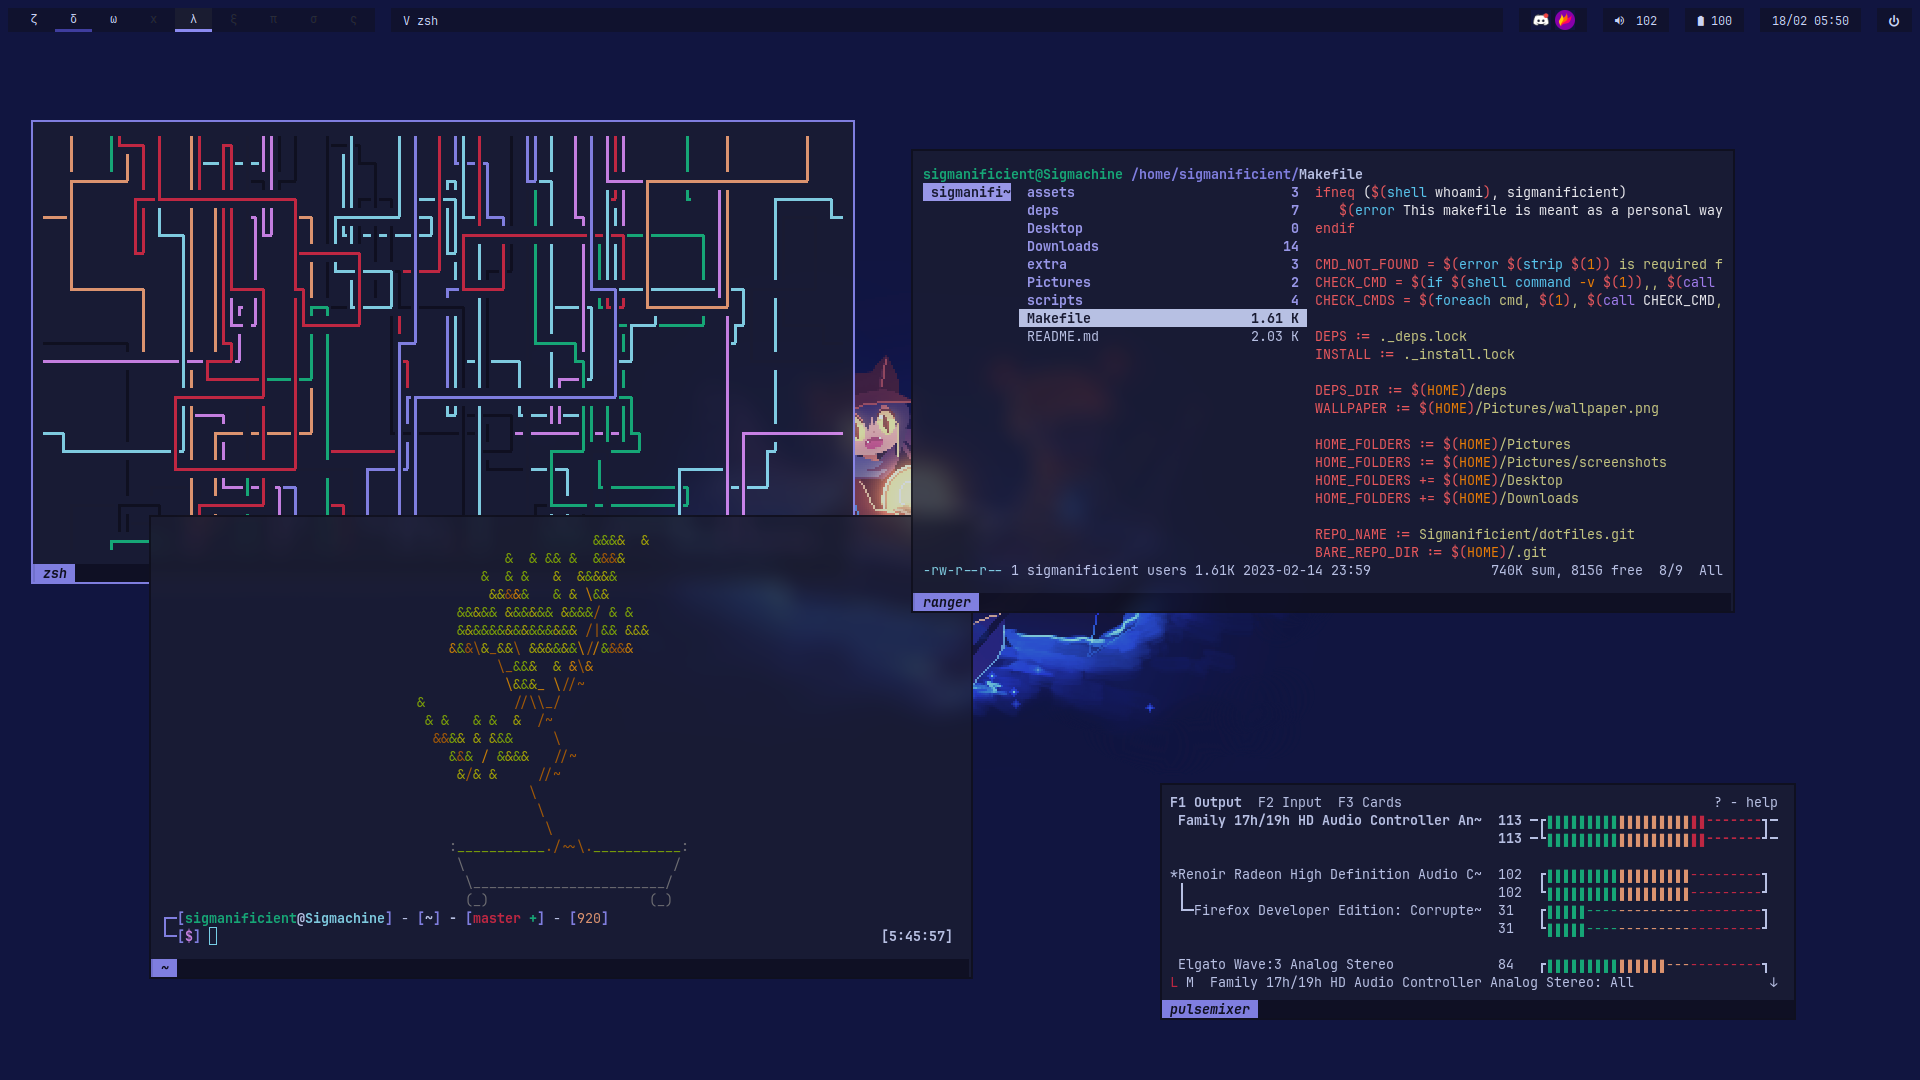 ζ δ ω x λ ξ π σ ς
V zsh
102
100
18/02 05:50
zsh
sigmanificient@Sigmachine /home/sigmanificient/Makefile
sigmanifi~
assets 3
deps 7
Desktop 0
Downloads 14
extra 3
Pictures 2
scripts 4
Makefile 1.61 K
README.md 2.03 K
ifneq ($(shell whoami), sigmanificient)
$(error This makefile is meant as a personal way
endif
CMD_NOT_FOUND = $(error $(strip $(1)) is required f
CHECK_CMD = $(if $(shell command -v $(1)),, $(call
CHECK_CMDS = $(foreach cmd, $(1), $(call CHECK_CMD,
DEPS := ._deps.lock
INSTALL := ._install.lock
DEPS_DIR := $(HOME)/deps
WALLPAPER := $(HOME)/Pictures/wallpaper.png
HOME_FOLDERS := $(HOME)/Pictures
HOME_FOLDERS := $(HOME)/Pictures/screenshots
HOME_FOLDERS += $(HOME)/Desktop
HOME_FOLDERS += $(HOME)/Downloads
REPO_NAME := Sigmanificient/dotfiles.git
BARE_REPO_DIR := $(HOME)/.git
-rw-r--r-- 1 sigmanificient users 1.61K 2023-02-14 23:59 740K sum, 815G free 8/9 All
ranger
&&&& &
& & && & &&&&
& & & & &&&&&
&&&&& & & \&&
&&&&& &&&&&& &&&&/ & &
&&&&&&&&&&&&&&& /|&& &&&
&&&\&_&&\ &&&&&&\//&&&&
\_&&& & &\&
\&&&_ \//~
& //\\_/
& & & & & /~
&&&& & &&& \
&&& / &&&& //~
&/& & //~
\
\
\
:___________./~~\.___________:
\ /
\________________________/
(_) (_)
[sigmanificient@Sigmachine] - [~] - [master +] - [920]
[$] [5:45:57]
~
F1 Output F2 Input F3 Cards ? - help
Family 17h/19h HD Audio Controller An~ 113
113
*Renoir Radeon High Definition Audio C~ 102
102
Firefox Developer Edition: Corrupte~ 31
31
Elgato Wave:3 Analog Stereo 84
L M Family 17h/19h HD Audio Controller Analog Stereo: All ↓
pulsemixer